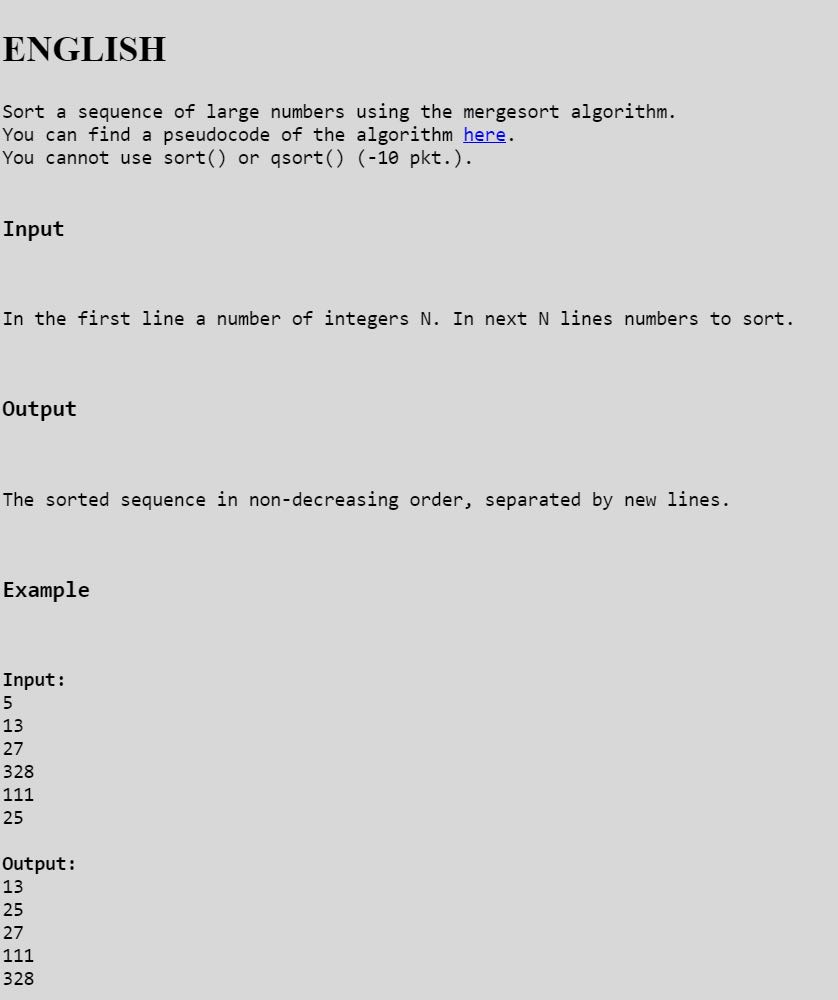 ENGLISH
Sort a sequence of large numbers using the mergesort algorithm.
You can find a pseudocode of the algorithm here.
You cannot use sort() or qsort() (-10 pkt.).
Input
In the first line a number of integers N. In next N lines numbers to sort.
Output
The sorted sequence in non-decreasing order, separated by new lines.
Example
Input:
5
13
27
328
111
25
Output:
13
25
27
111
328